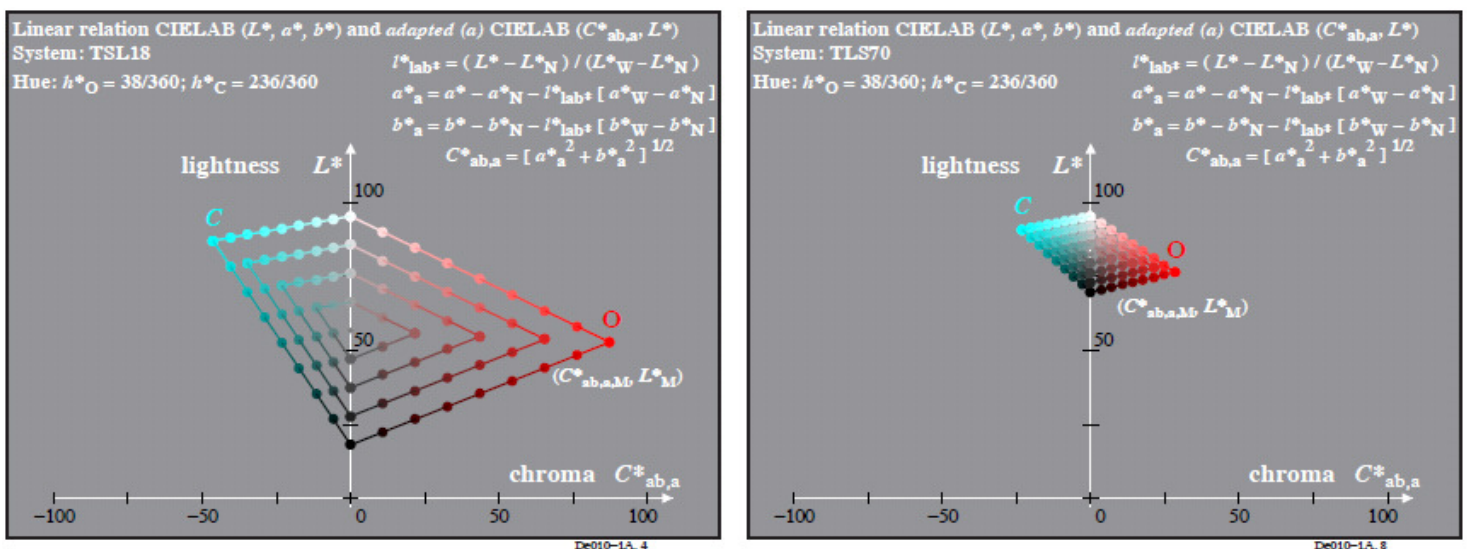 Linear relation CIELAB (L*, a*, b*) and adapted (a) CIELAB (C*ab,a, L*)
System: TSL18
Hue: h*O = 38/360; h*C = 236/360
l*lab* = ( L* – L*N ) / (L*W – L*N )
a*a = a* – a*N – l*lab* [ a*W – a*N ]
b*a = b* – b*N – l*lab* [ b*W – b*N ]
C*ab,a = [ a*a2 + b*a2 ] 1/2
lightness L*
100
C
O
50
(C*ab,a,M, L*M)
chroma C*ab,a
–100 –50 0 50 100
De010–1A, 4
Linear relation CIELAB (L*, a*, b*) and adapted (a) CIELAB (C*ab,a, L*)
System: TLS70
Hue: h*O = 38/360; h*C = 236/360
l*lab* = ( L* – L*N ) / (L*W – L*N )
a*a = a* – a*N – l*lab* [ a*W – a*N ]
b*a = b* – b*N – l*lab* [ b*W – b*N ]
C*ab,a = [ a*a2 + b*a2 ] 1/2
lightness L*
100
C
O
(C*ab,a,M, L*M)
50
chroma C*ab,a
–100 –50 0 50 100
De010–1A, 8